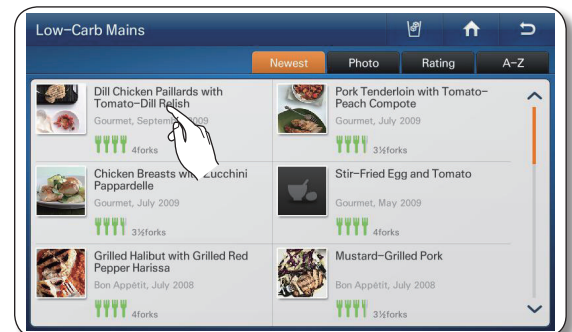 Low-Carb Mains
Newest Photo Rating A-Z
Dill Chicken Paillards with
Tomato-Dill Relish
Gourmet, September 2009
4forks
Pork Tenderloin with Tomato-
Peach Compote
Gourmet, July 2009
3½forks
Chicken Breasts with Zucchini
Pappardelle
Gourmet, July 2009
3½forks
Stir-Fried Egg and Tomato
Gourmet, May 2009
4forks
Grilled Halibut with Grilled Red
Pepper Harissa
Bon Appétit, July 2008
4forks
Mustard-Grilled Pork
Bon Appétit, July 2008
3½forks